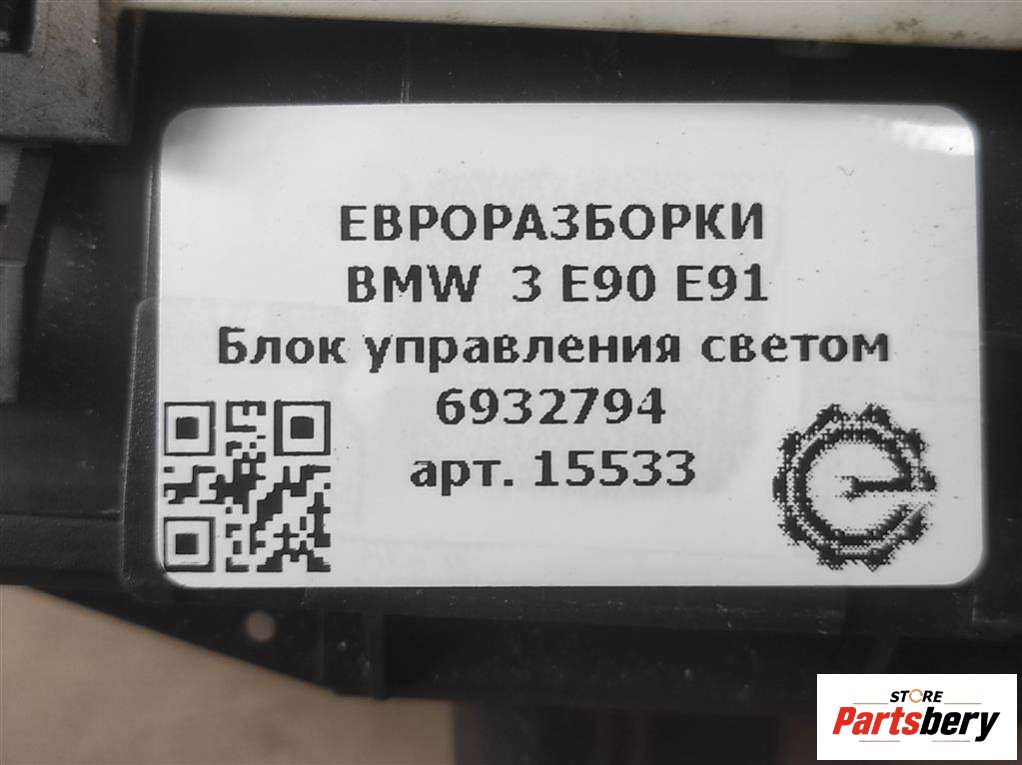 ЕВРОРАЗБОРКИ
BMW 3 E90 E91
Блок управления светом
6932794
арт. 15533
STORE
Partsbery